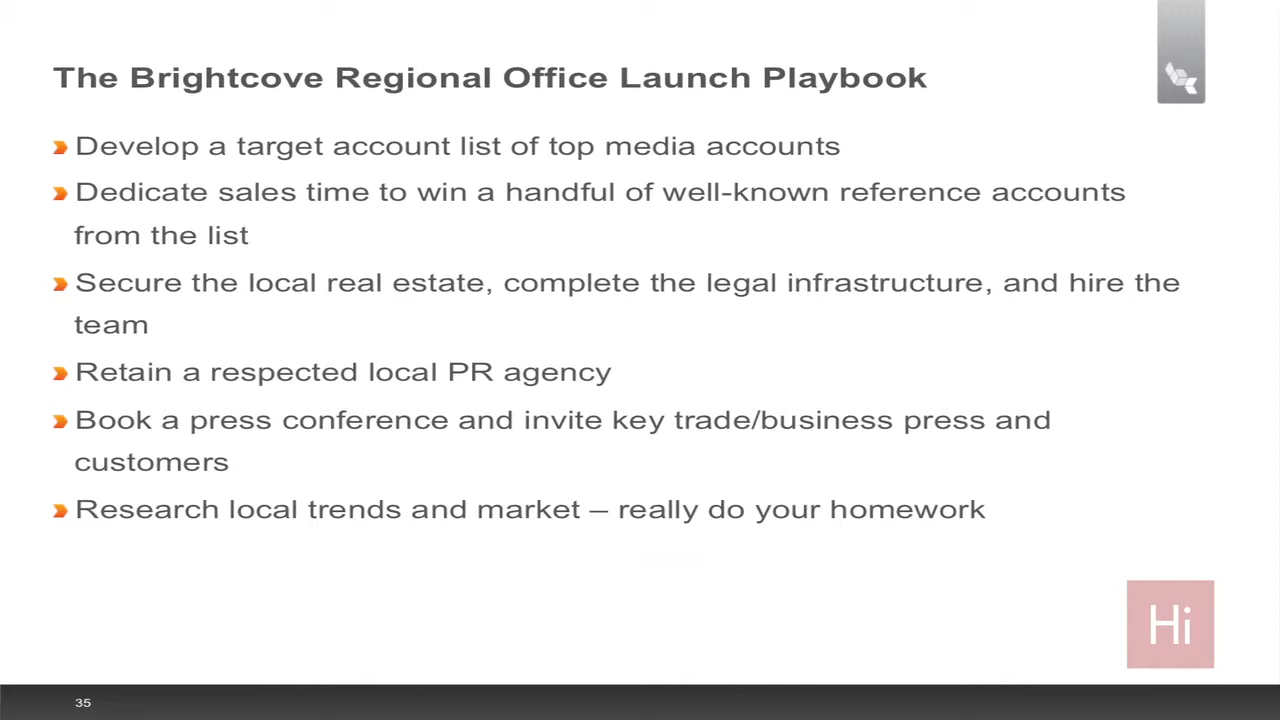 The Brightcove Regional Office Launch Playbook
Develop a target account list of top media accounts
Dedicate sales time to win a handful of well-known reference accounts
from the list
Secure the local real estate, complete the legal infrastructure, and hire the
team
Retain a respected local PR agency
Book a press conference and invite key trade/business press and
customers
Research local trends and market – really do your homework
Hi
35